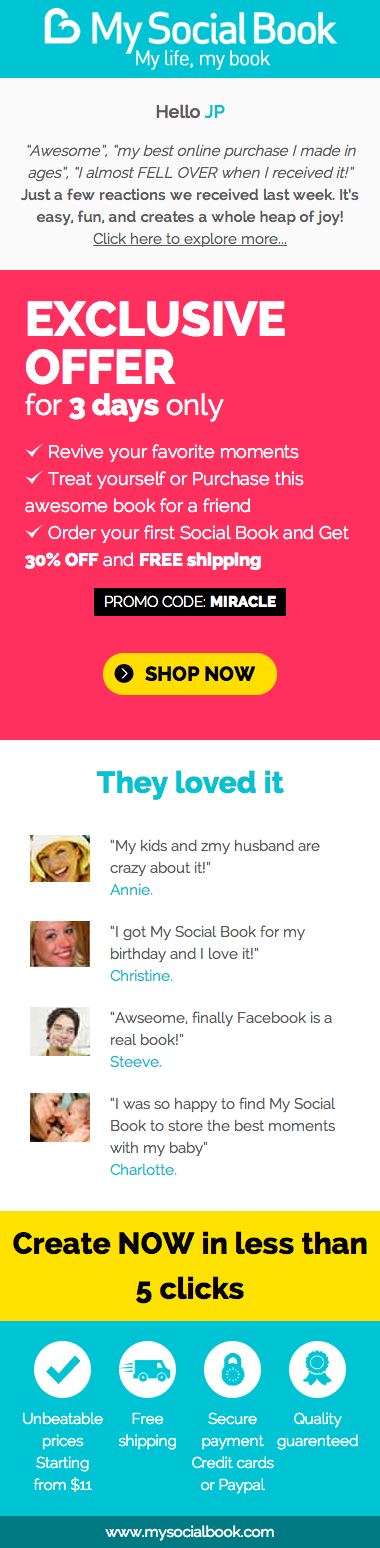 My Social Book
My life, my book
Hello JP
"Awesome", "my best online purchase I made in
ages", "I almost FELL OVER when I received it!"
Just a few reactions we received last week. It's
easy, fun, and creates a whole heap of joy!
Click here to explore more...
EXCLUSIVE
OFFER
for 3 days only
✓ Revive your favorite moments
✓ Treat yourself or Purchase this
awesome book for a friend
✓ Order your first Social Book and Get
30% OFF and FREE shipping
PROMO CODE: MIRACLE
SHOP NOW
They loved it
"My kids and zmy husband are
crazy about it!"
Annie.
"I got My Social Book for my
birthday and I love it!"
Christine.
"Awseome, finally Facebook is a
real book!"
Steeve.
"I was so happy to find My Social
Book to store the best moments
with my baby"
Charlotte.
Create NOW in less than
5 clicks
Unbeatable
prices
Starting
from $11
Free
shipping
Secure
payment
Credit cards
or Paypal
Quality
guarenteed
www.mysocialbook.com